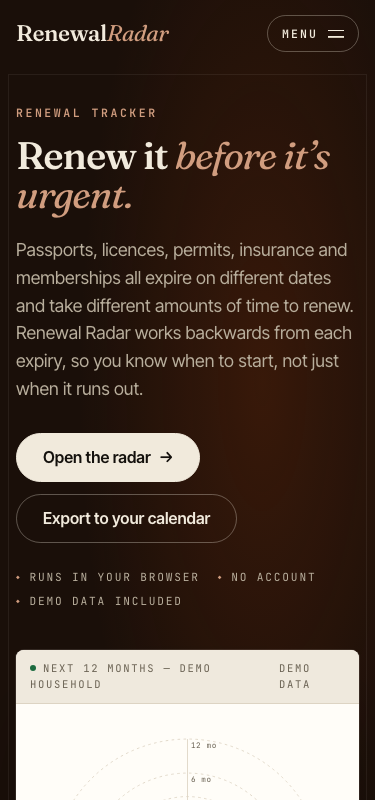 RenewalRadar
MENU
RENEWAL TRACKER
Renew it before it’s
urgent.
Passports, licences, permits, insurance and
memberships all expire on different dates
and take different amounts of time to renew.
Renewal Radar works backwards from each
expiry, so you know when to start, not just
when it runs out.
Open the radar →
Export to your calendar
RUNS IN YOUR BROWSER
NO ACCOUNT
DEMO DATA INCLUDED
NEXT 12 MONTHS — DEMO
HOUSEHOLD
DEMO
DATA
12 mo
6 mo